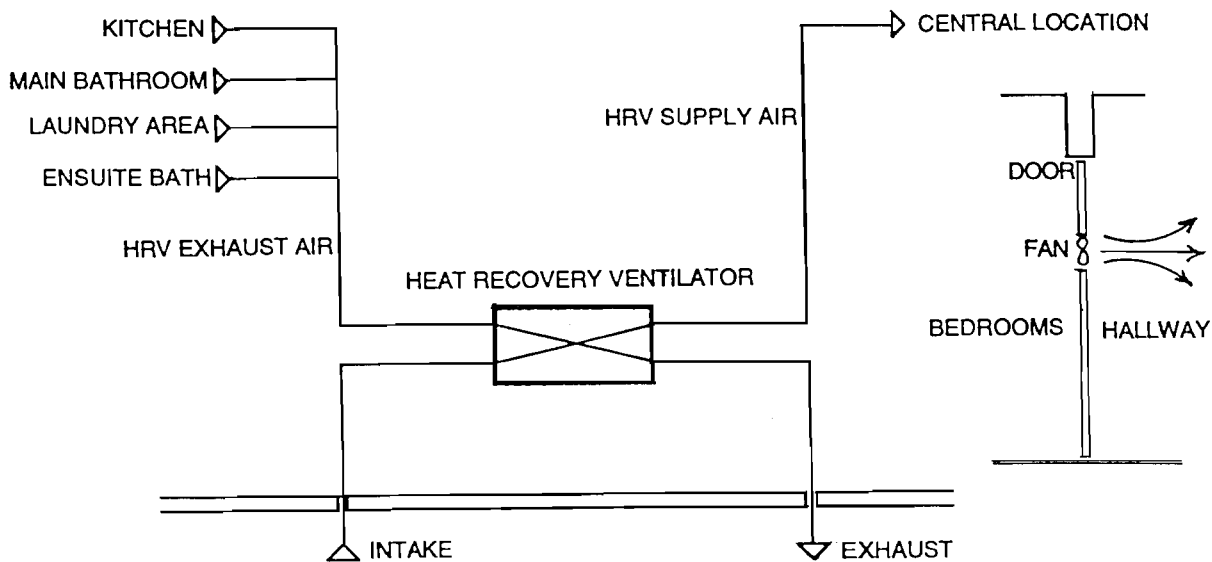 KITCHEN
MAIN BATHROOM
LAUNDRY AREA
ENSUITE BATH
HRV EXHAUST AIR
HEAT RECOVERY VENTILATOR
HRV SUPPLY AIR
CENTRAL LOCATION
DOOR
FAN
BEDROOMS
HALLWAY
INTAKE
EXHAUST